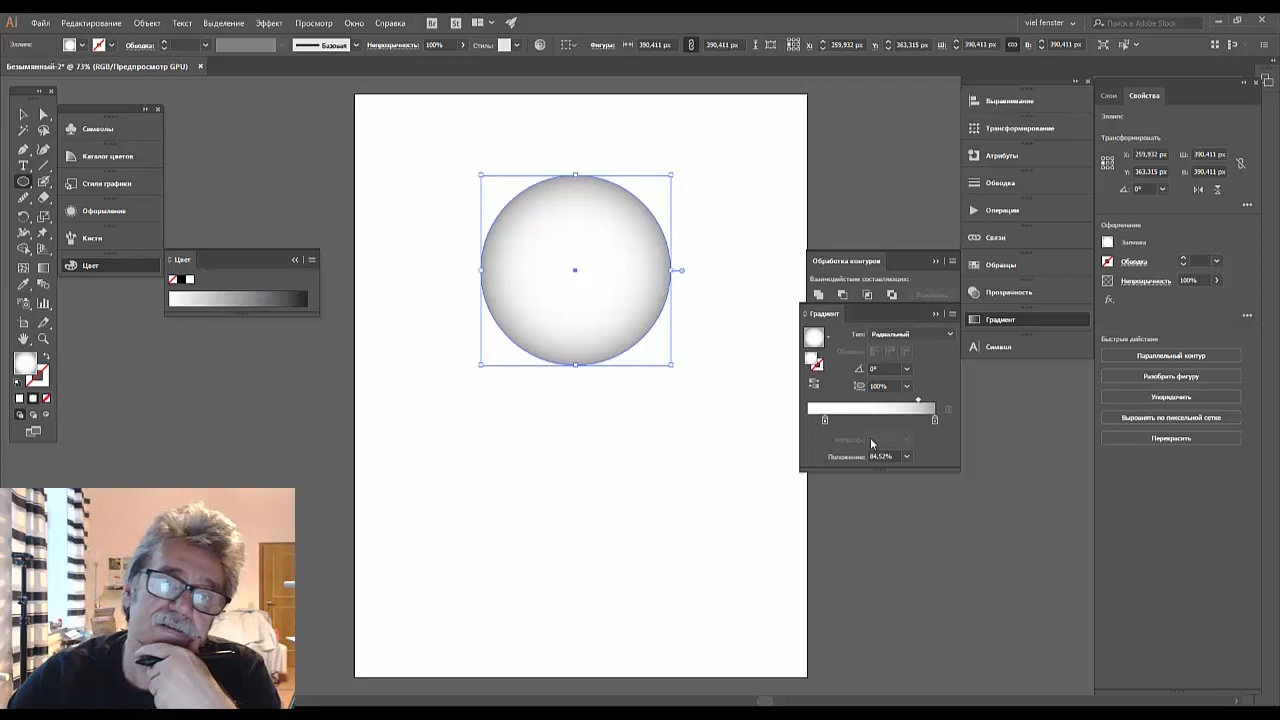 Ai Файл Редактирование Объект Текст Выделение Эффект Просмотр Окно Справка Br St viel fenster Поиск в Adobe Stock
Эллипс Обводка: Базовая Непрозрачность: 100% Стиль: Фигура: 390,411 px 390,411 px X: 259,932 px Y: 363,315 px Ш: 390,411 px В: 390,411 px
Безымянный-2* @ 73% (RGB/Предпросмотр GPU)
Символы
Каталог цветов
Стили графики
Оформление
Кисти
Цвет
Цвет
Обработка контуров
Взаимодействие составляющих:
Градиент
Тип: Радиальный
0°
100%
Положение: 84,52%
Выравнивание
Трансформирование
Атрибуты
Обводка
Операции
Связи
Образцы
Прозрачность
Градиент
Символ
Слои Свойства
Эллипс
Трансформировать
X: 259,932 px Ш: 390,411 px
Y: 363,315 px В: 390,411 px
0°
Оформление
Заливка
Обводка
Непрозрачность 100%
fx
Быстрые действия
Параллельный контур
Разобрать фигуру
Упорядочить
Выровнять по пиксельной сетке
Перекрасить